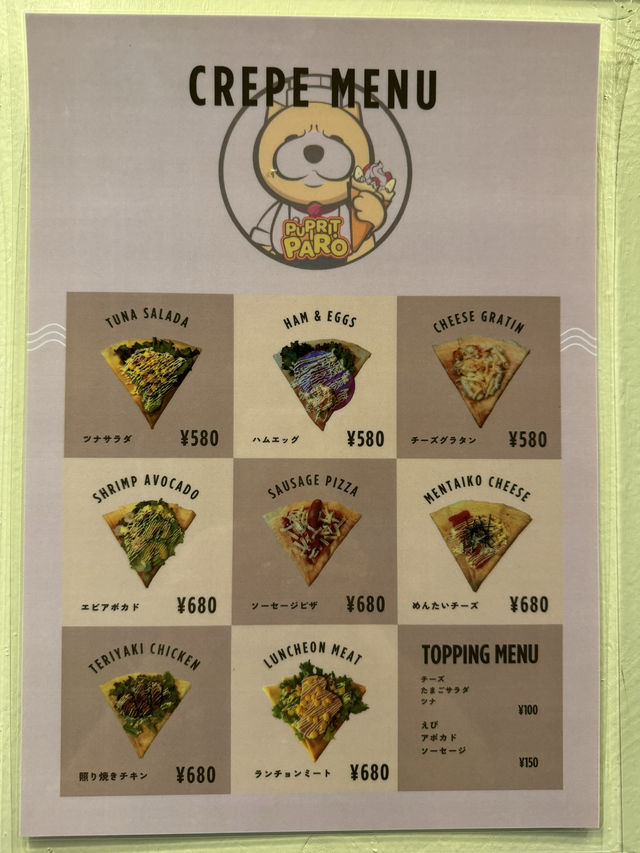 CREPE MENU
PUPRIT
PARO
TUNA SALADA
ツナサラダ ¥580
HAM & EGGS
ハムエッグ ¥580
CHEESE GRATIN
チーズグラタン ¥580
SHRIMP AVOCADO
エビアボカド ¥680
SAUSAGE PIZZA
ソーセージピザ ¥680
MENTAIKO CHEESE
めんたいチーズ ¥680
TERIYAKI CHICKEN
照り焼きチキン ¥680
LUNCHEON MEAT
ランチョンミート ¥680
TOPPING MENU
チーズ
たまごサラダ
ツナ
¥100
えび
アボカド
ソーセージ
¥150